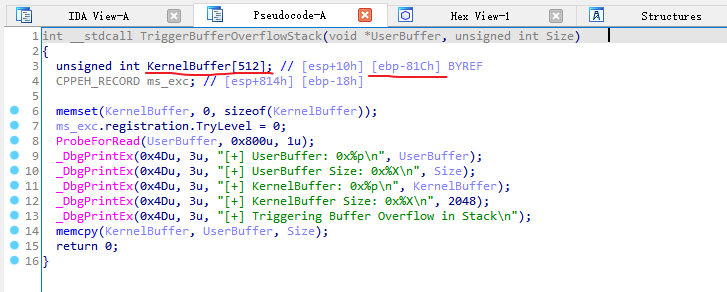 IDA View-A Pseudocode-A Hex View-1 Structures
1 int __stdcall TriggerBufferOverflowStack(void *UserBuffer, unsigned int Size)
2 {
3 unsigned int KernelBuffer[512]; // [esp+10h] [ebp-81Ch] BYREF
4 CPPEH_RECORD ms_exc; // [esp+814h] [ebp-18h]
5
6 memset(KernelBuffer, 0, sizeof(KernelBuffer));
7 ms_exc.registration.TryLevel = 0;
8 ProbeForRead(UserBuffer, 0x800u, 1u);
9 _DbgPrintEx(0x4Du, 3u, "[+] UserBuffer: 0x%p\n", UserBuffer);
10 _DbgPrintEx(0x4Du, 3u, "[+] UserBuffer Size: 0x%X\n", Size);
11 _DbgPrintEx(0x4Du, 3u, "[+] KernelBuffer: 0x%p\n", KernelBuffer);
12 _DbgPrintEx(0x4Du, 3u, "[+] KernelBuffer Size: 0x%X\n", 2048);
13 _DbgPrintEx(0x4Du, 3u, "[+] Triggering Buffer Overflow in Stack\n");
14 memcpy(KernelBuffer, UserBuffer, Size);
15 return 0;
16 }